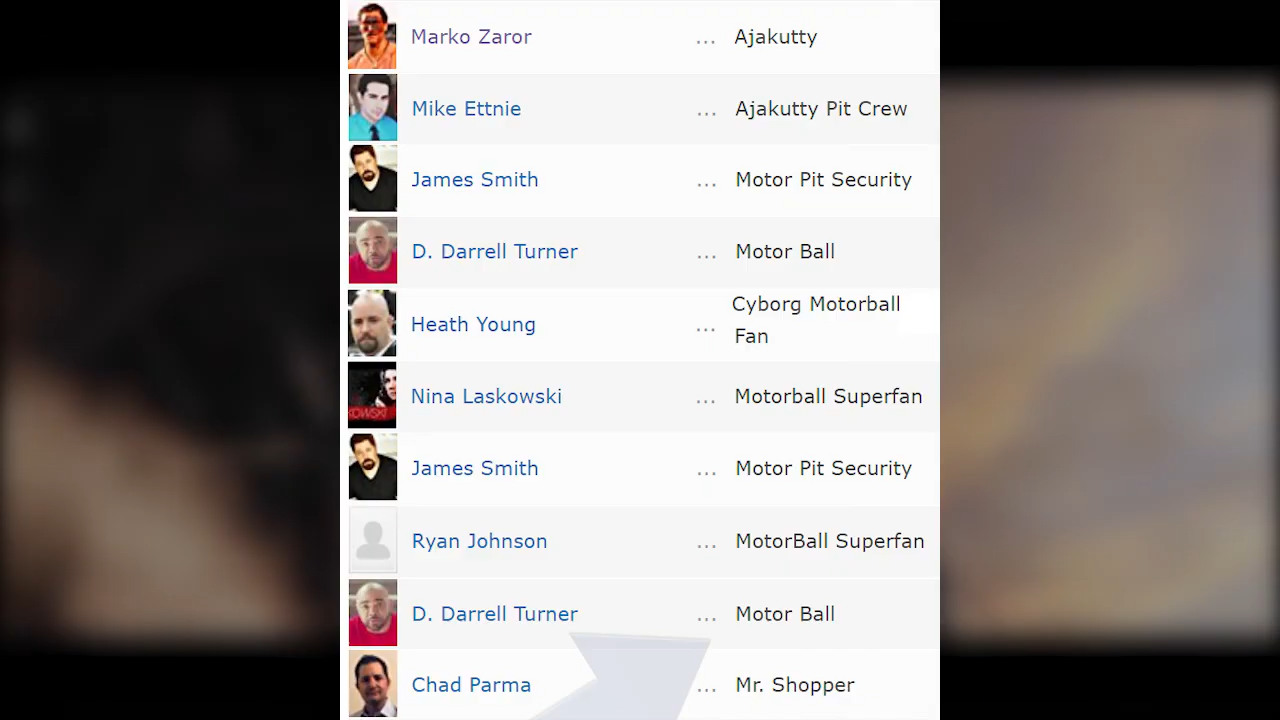 Marko Zaror ... Ajakutty
Mike Ettnie ... Ajakutty Pit Crew
James Smith ... Motor Pit Security
D. Darrell Turner ... Motor Ball
Heath Young ... Cyborg Motorball
Fan
Nina Laskowski ... Motorball Superfan
KOWSKI
James Smith ... Motor Pit Security
Ryan Johnson ... MotorBall Superfan
D. Darrell Turner ... Motor Ball
Chad Parma ... Mr. Shopper